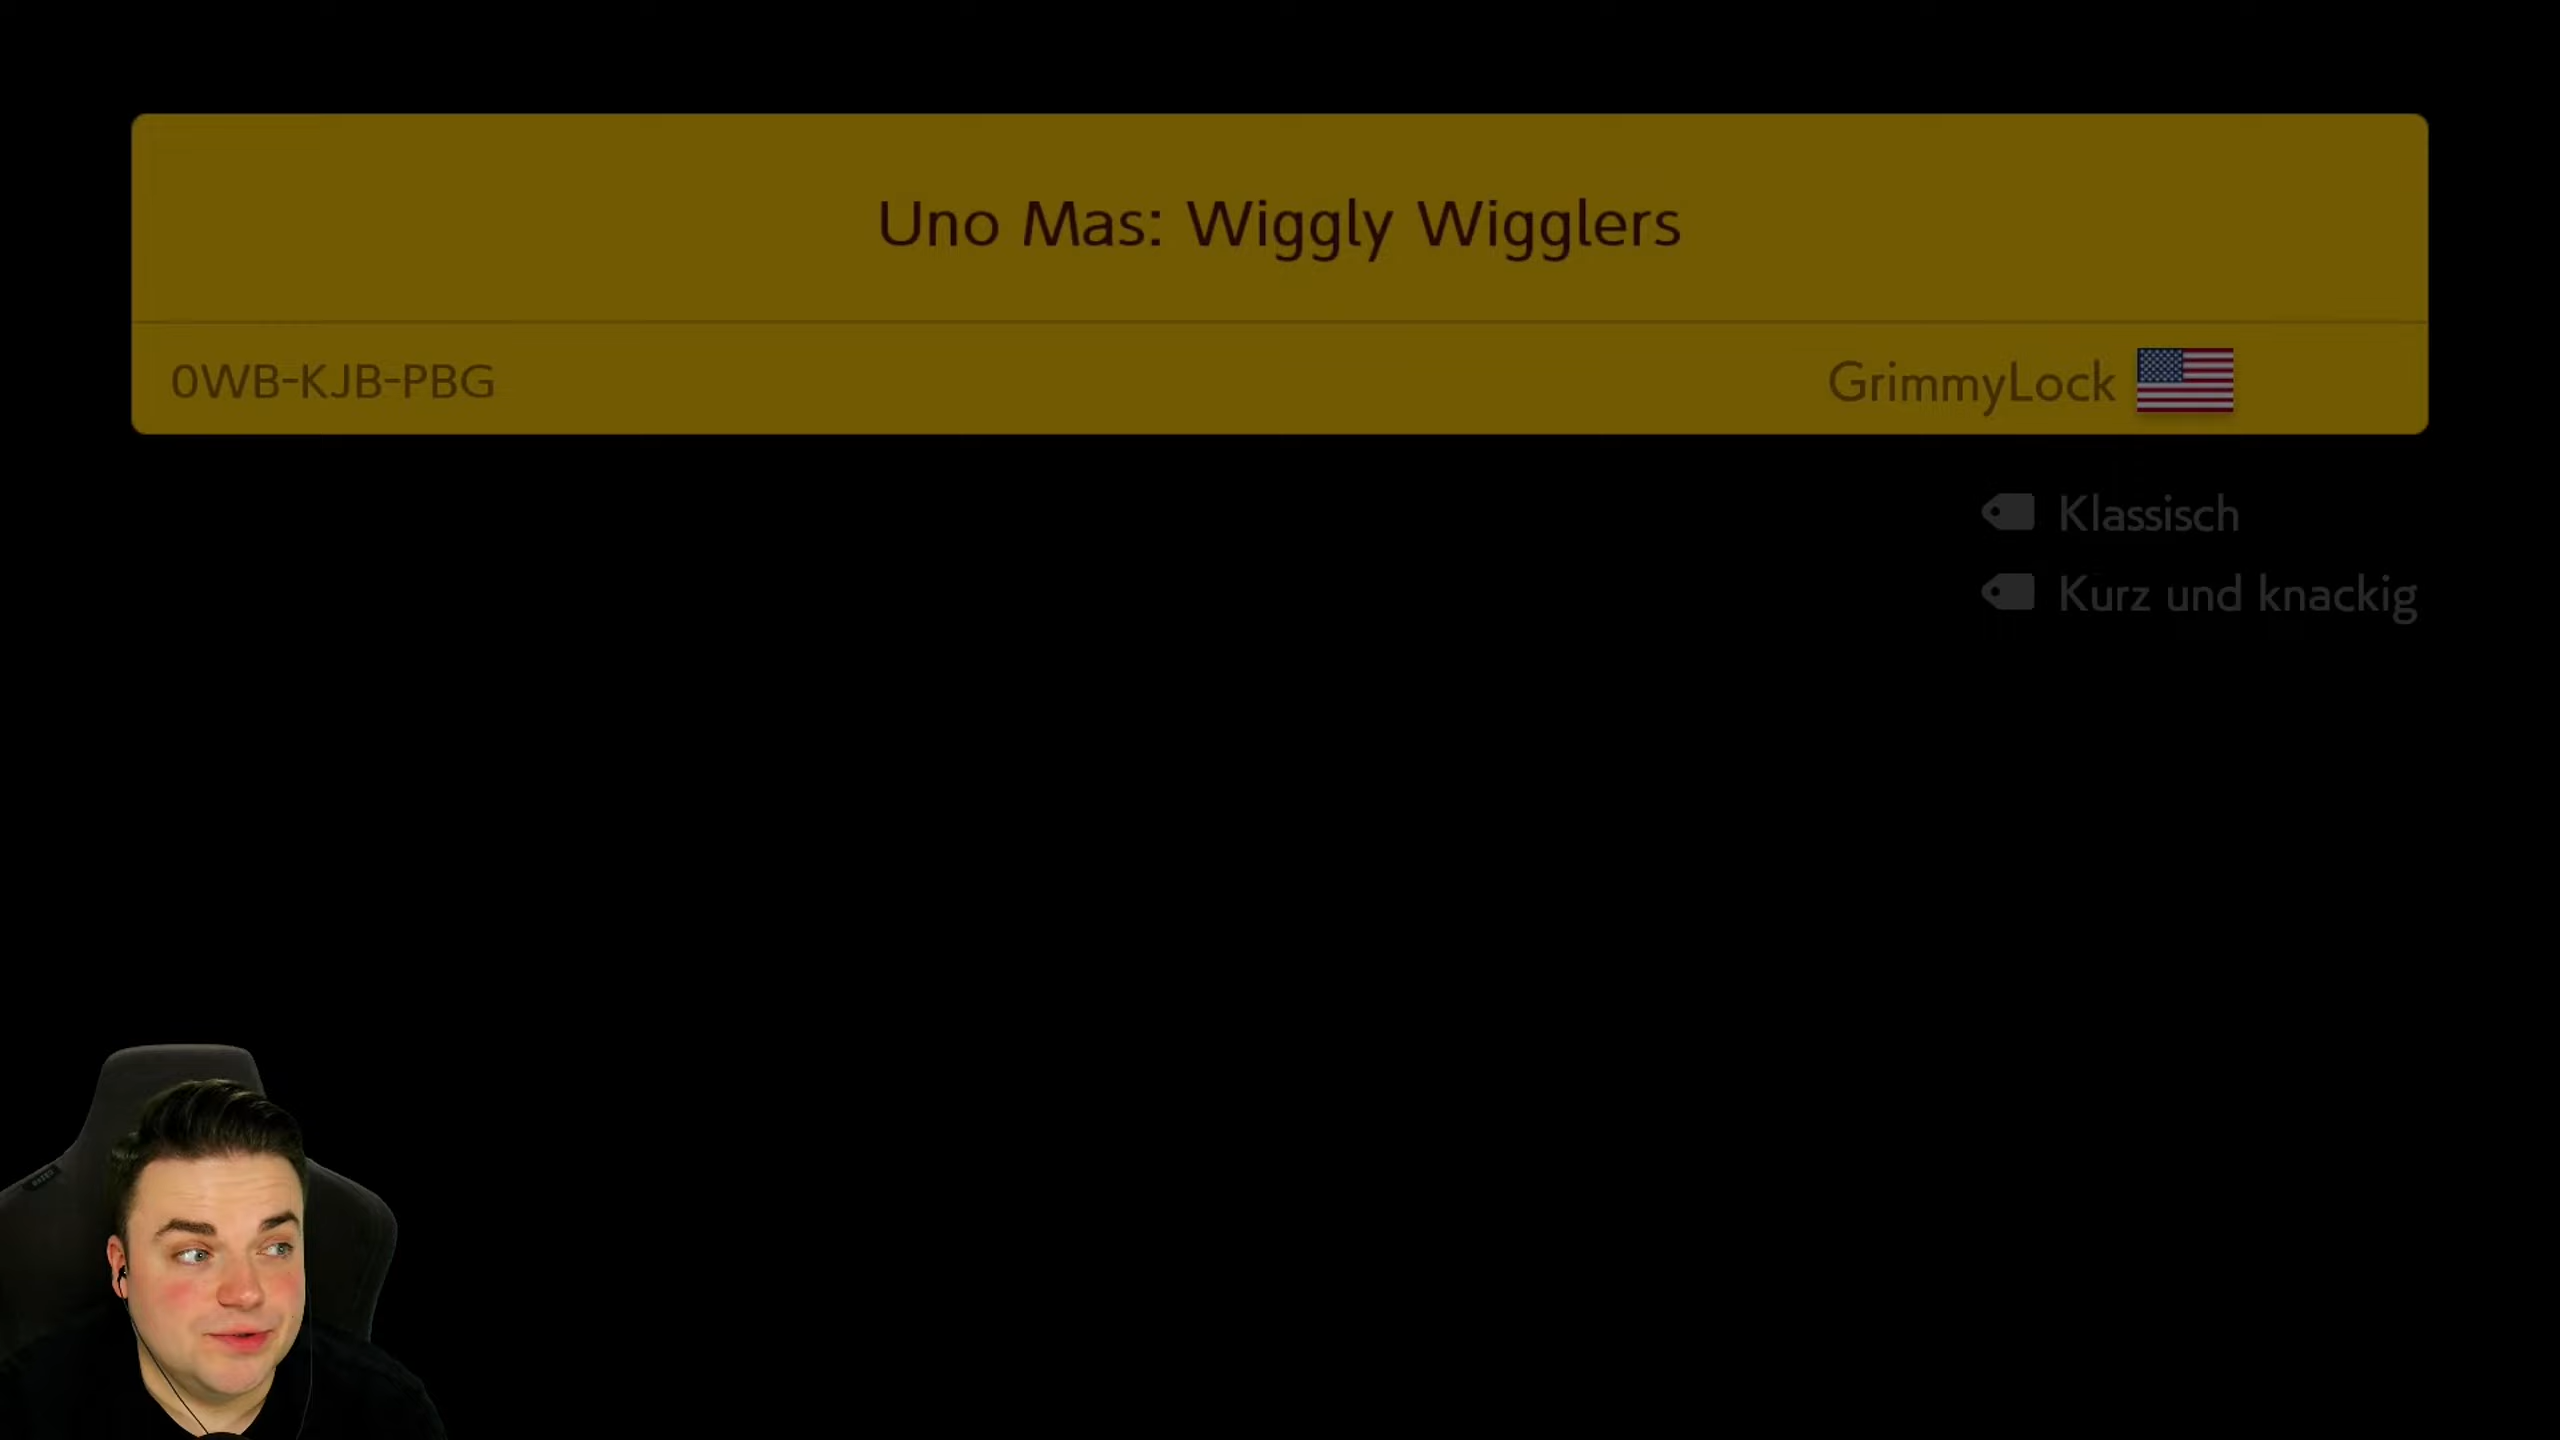 Uno Mas: Wiggly Wigglers
0WB-KJB-PBG
GrimmyLock
Klassisch
Kurz und knackig